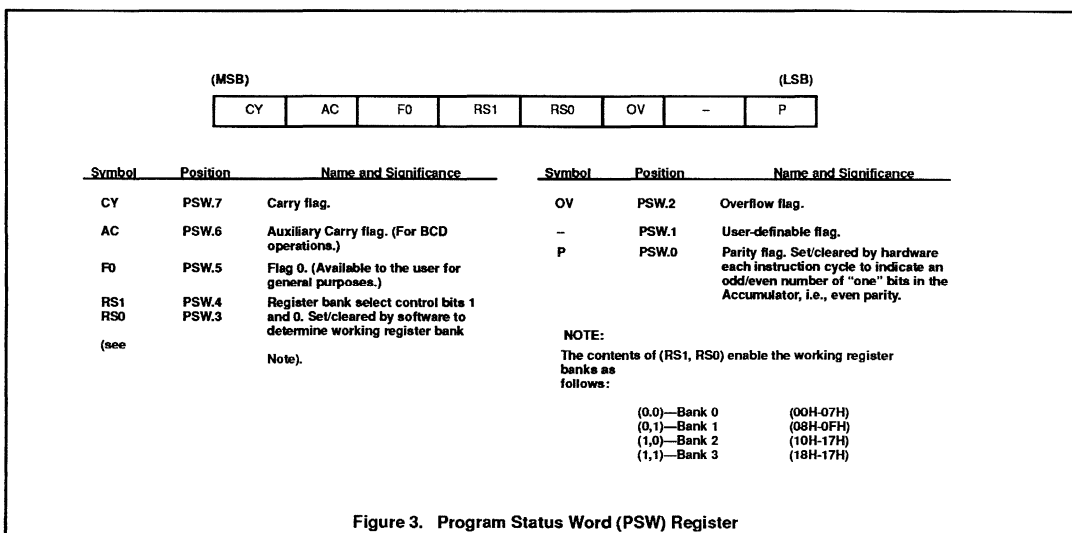 (MSB) (LSB)
CY AC F0 RS1 RS0 OV – P
Symbol Position Name and Significance
CY PSW.7 Carry flag.
AC PSW.6 Auxiliary Carry flag. (For BCD
operations.)
F0 PSW.5 Flag 0. (Available to the user for
general purposes.)
RS1 PSW.4 Register bank select control bits 1
RS0 PSW.3 and 0. Set/cleared by software to
determine working register bank
(see
Note).
Symbol Position Name and Significance
OV PSW.2 Overflow flag.
– PSW.1 User-definable flag.
P PSW.0 Parity flag. Set/cleared by hardware
each instruction cycle to indicate an
odd/even number of "one" bits in the
Accumulator, i.e., even parity.
NOTE:
The contents of (RS1, RS0) enable the working register
banks as
follows:
(0.0)—Bank 0 (00H-07H)
(0,1)—Bank 1 (08H-0FH)
(1,0)—Bank 2 (10H-17H)
(1,1)—Bank 3 (18H-17H)
Figure 3. Program Status Word (PSW) Register